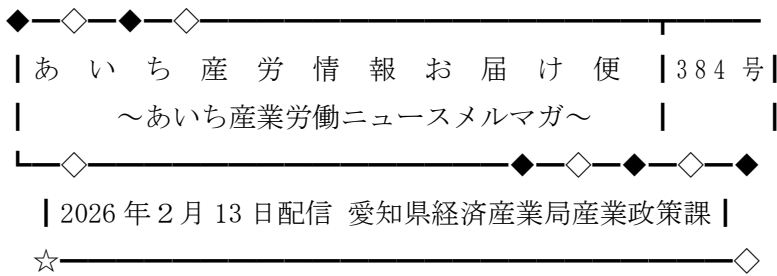 あいち産労情報お届け便 384号
～あいち産業労働ニュースメルマガ～
2026年２月13日配信 愛知県経済産業局産業政策課